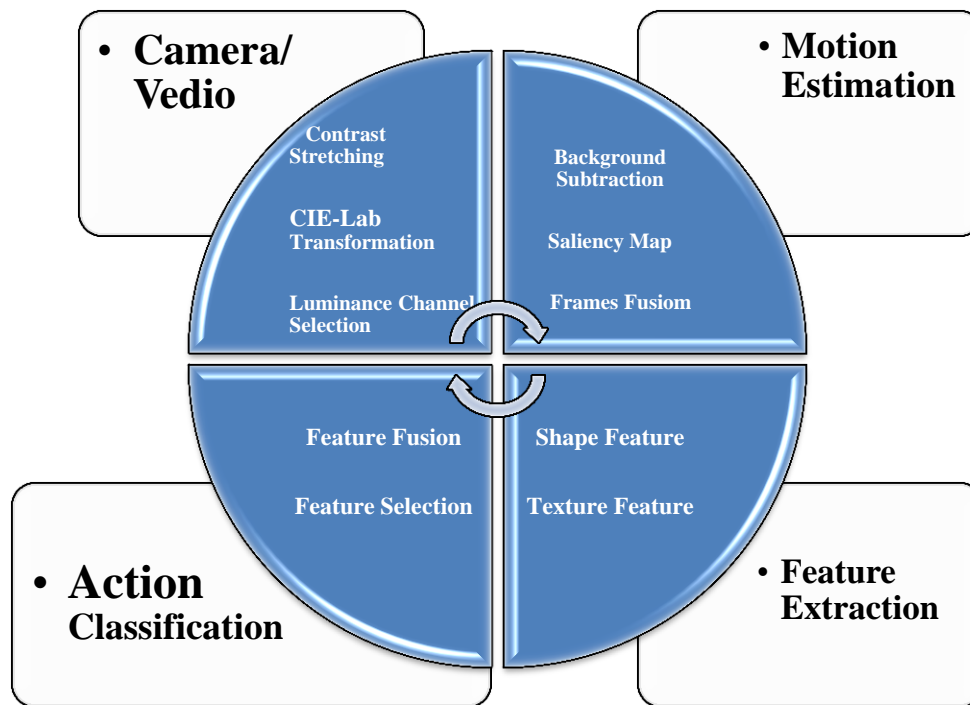 • Camera/
Vedio
Contrast
Stretching
CIE-Lab
Transformation
Luminance Channel
Selection
• Motion
Estimation
Background
Subtraction
Saliency Map
Frames Fusiom
Feature Fusion
Feature Selection
• Action
Classification
Shape Feature
Texture Feature
• Feature
Extraction